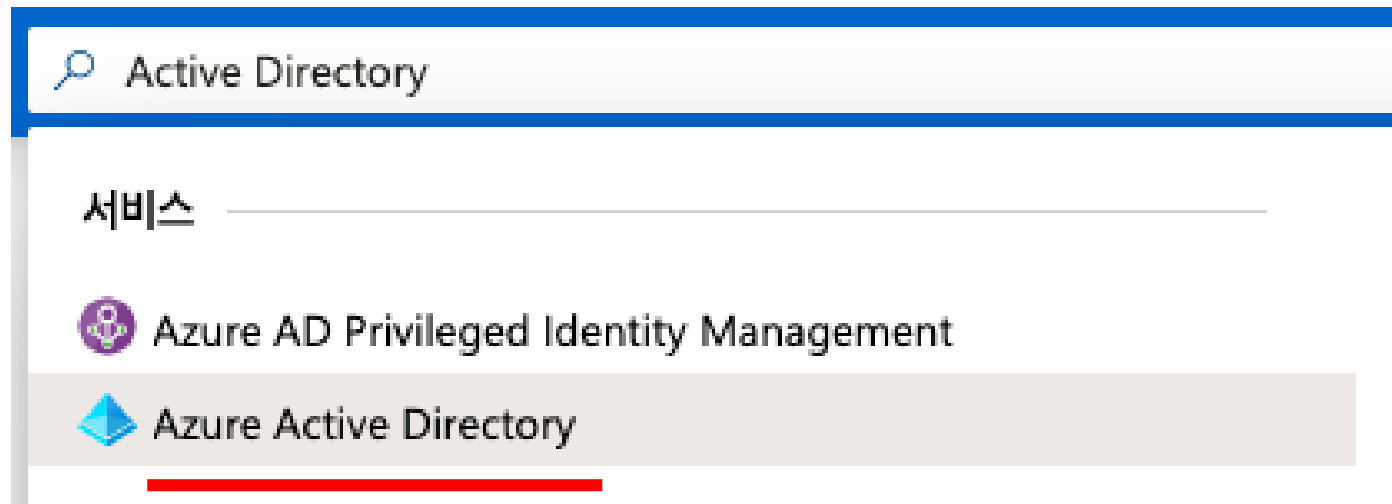 Active Directory
서비스
Azure AD Privileged Identity Management
Azure Active Directory